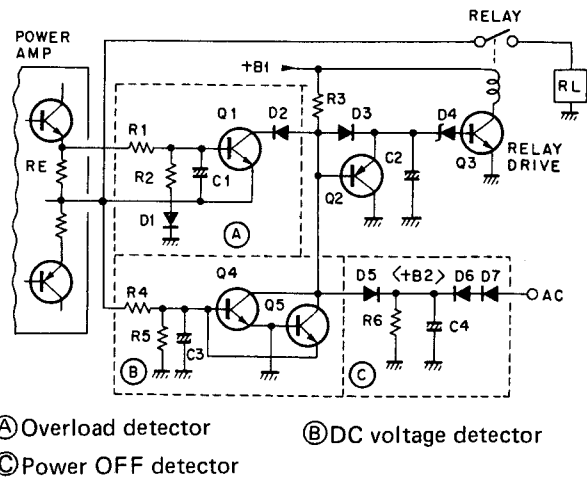 RELAY
POWER
AMP
+B1
RL
R3
Q1
D2
D3
D4
R1
C2
Q3
RELAY
DRIVE
RE
R2
C1
Q2
D1
A
Q4
D5
<+B2>
D6
D7
R4
Q5
AC
R5
C3
R6
C4
B
C
Ⓐ Overload detector
Ⓑ DC voltage detector
Ⓒ Power OFF detector